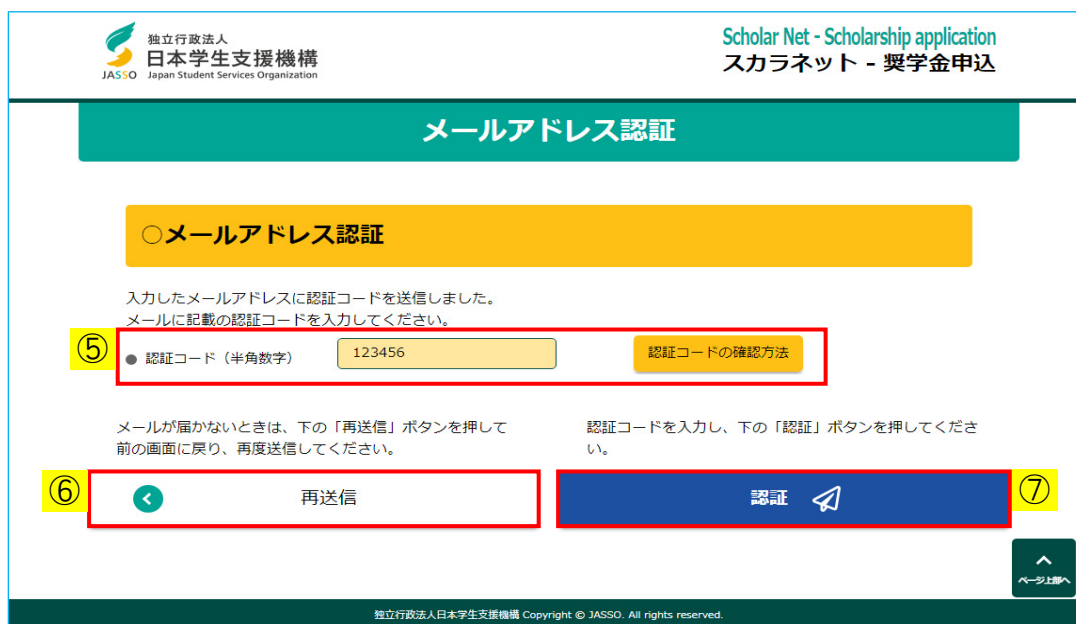 独立行政法人
日本学生支援機構
JASSO Japan Student Services Organization
Scholar Net - Scholarship application
スカラネット - 奨学金申込
メールアドレス認証
○メールアドレス認証
入力したメールアドレスに認証コードを送信しました。
メールに記載の認証コードを入力してください。
⑤
● 認証コード（半角数字） 123456 認証コードの確認方法
メールが届かないときは、下の「再送信」ボタンを押して
前の画面に戻り、再度送信してください。
認証コードを入力し、下の「認証」ボタンを押してくださ
い。
⑥ 再送信
認証 ⑦
ページ上部へ
独立行政法人日本学生支援機構 Copyright © JASSO. All rights reserved.